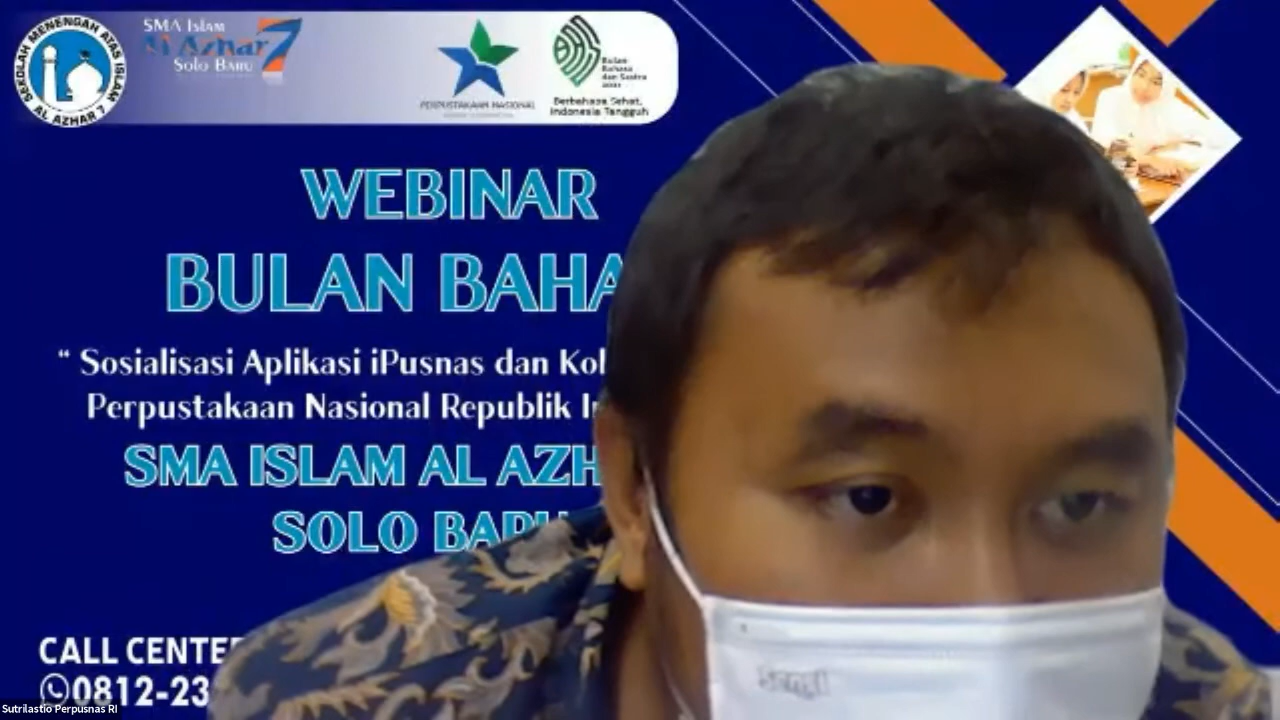 SEKOLAH MENENGAH ATAS ISLAM
AL AZHAR 7
SMA Islam
Al Azhar 7
Solo Baru
PERPUSTAKAAN NASIONAL
Bulan
Bahasa
dan Sastra
Berbahasa Sehat,
Indonesia Tangguh
WEBINAR
BULAN BAHA
“ Sosialisasi Aplikasi iPusnas dan Kol
Perpustakaan Nasional Republik In
SMA ISLAM AL AZH
SOLO BARU
CALL CENTE
0812-23
Sutrilastio Perpusnas RI